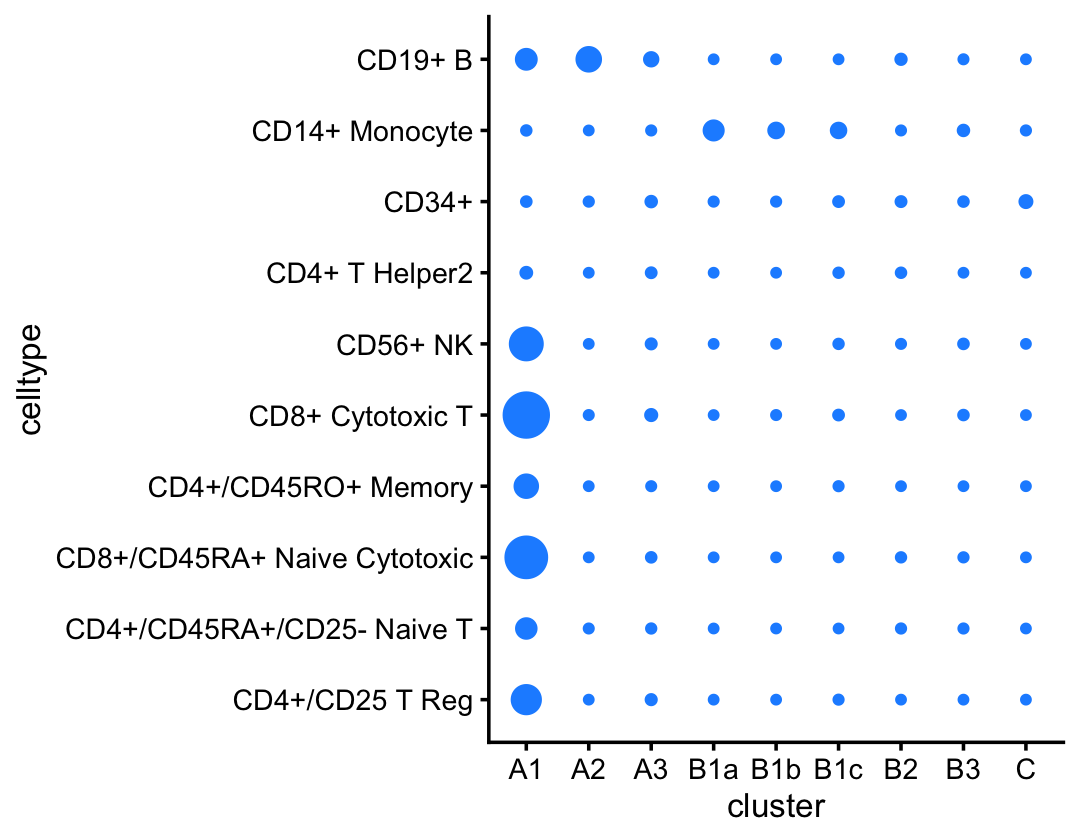 CD19+ B
CD14+ Monocyte
CD34+
CD4+ T Helper2
CD56+ NK
CD8+ Cytotoxic T
CD4+/CD45RO+ Memory
CD8+/CD45RA+ Naive Cytotoxic
CD4+/CD45RA+/CD25- Naive T
CD4+/CD25 T Reg
celltype
A1 A2 A3 B1a B1b B1c B2 B3 C
cluster